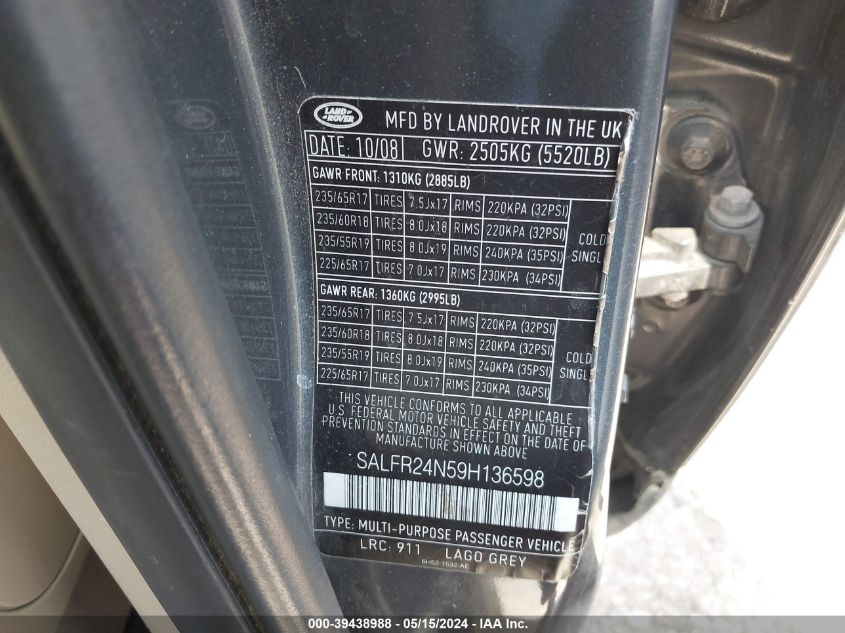 LAND ROVER
MFD BY LANDROVER IN THE UK
DATE: 10/08 GWR: 2505KG (5520LB)
GAWR FRONT: 1310KG (2885LB)
235/65R17 TIRES 7.5Jx17 RIMS 220KPA (32PSI)
235/60R18 TIRES 8.0Jx18 RIMS 220KPA (32PSI)
235/55R19 TIRES 8.0Jx19 RIMS 240KPA (35PSI)
225/65R17 TIRES 7.0Jx17 RIMS 230KPA (34PSI)
COLD
SINGL
GAWR REAR: 1360KG (2995LB)
235/65R17 TIRES 7.5Jx17 RIMS 220KPA (32PSI)
235/60R18 TIRES 8.0Jx18 RIMS 220KPA (32PSI)
235/55R19 TIRES 8.0Jx19 RIMS 240KPA (35PSI)
225/65R17 TIRES 7.0Jx17 RIMS 230KPA (34PSI)
COLD
SINGL
THIS VEHICLE CONFORMS TO ALL APPLICABLE
U.S. FEDERAL MOTOR VEHICLE SAFETY AND THEFT
PREVENTION STANDARDS IN EFFECT ON THE DATE OF
MANUFACTURE SHOWN ABOVE
SALFR24N59H136598
TYPE: MULTI-PURPOSE PASSENGER VEHICLE
LRC: 911 LAGO GREY
BH52-1532-AE
000-39438988 - 05/15/2024 - IAA Inc.